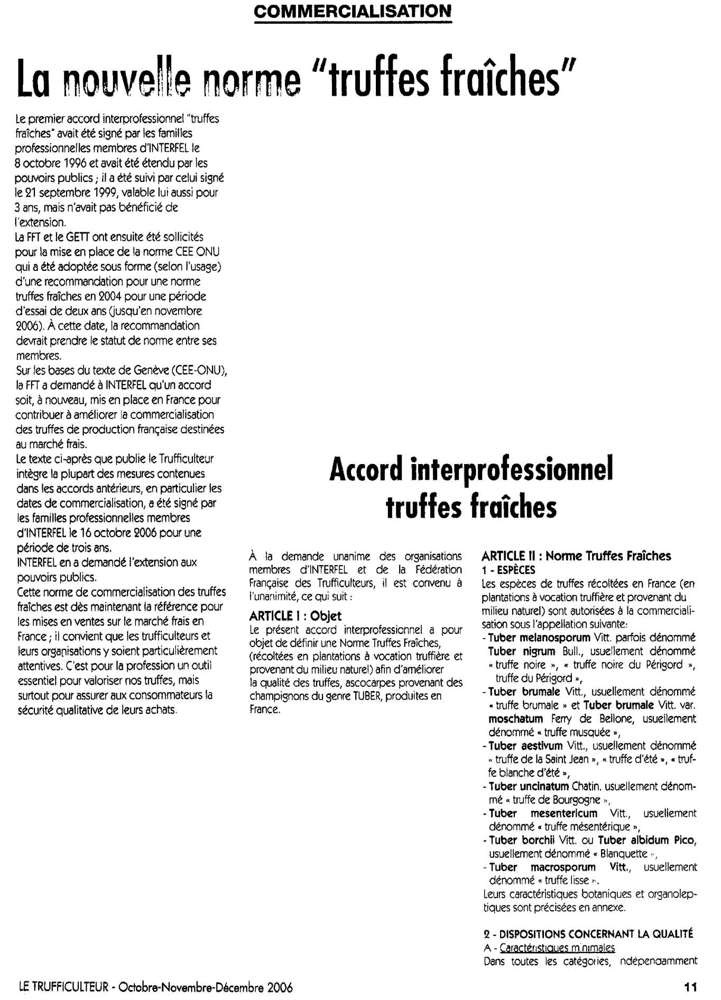 COMMERCIALISATION
La nouvelle norme "truffes fraîches"
Le premier accord interprofessionnel "truffes
fraîches" avait été signé par les familles
professionnelles membres d'INTERFEL le
8 octobre 1996 et avait été étendu par les
pouvoirs publics ; il a été suivi par celui signé
le 21 septembre 1999, valable lui aussi pour
3 ans, mais n'avait pas bénéficié de
l'extension.
La FFT et le GETT ont ensuite été sollicités
pour la mise en place de la norme CEE ONU
qui a été adoptée sous forme (selon l'usage)
d'une recommandation pour une norme
truffes fraîches en 2004 pour une période
d'essai de deux ans (jusqu'en novembre
2006). À cette date, la recommandation
devrait prendre le statut de norme entre ses
membres.
Sur les bases du texte de Genève (CEE-ONU),
la FFT a demandé à INTERFEL qu'un accord
soit, à nouveau, mis en place en France pour
contribuer à améliorer la commercialisation
des truffes de production française destinées
au marché frais.
Le texte ci-après que publie le Trufficulteur
intègre la plupart des mesures contenues
dans les accords antérieurs, en particulier les
dates de commercialisation, a été signé par
les familles professionnelles membres
d'INTERFEL le 16 octobre 2006 pour une
période de trois ans.
INTERFEL en a demandé l'extension aux
pouvoirs publics.
Cette norme de commercialisation des truffes
fraîches est dès maintenant la référence pour
les mises en ventes sur le marché frais en
France ; il convient que les trufficulteurs et
leurs organisations y soient particulièrement
attentives. C'est pour la profession un outil
essentiel pour valoriser nos truffes, mais
surtout pour assurer aux consommateurs la
sécurité qualitative de leurs achats.
Accord interprofessionnel
truffes fraîches
À la demande unanime des organisations
membres d'INTERFEL et de la Fédération
Française des Trufficulteurs, il est convenu à
l'unanimité, ce qui suit :
ARTICLE I : Objet
Le présent accord interprofessionnel a pour
objet de définir une Norme Truffes Fraîches,
(récoltées en plantations à vocation truffière et
provenant du milieu naturel) afin d'améliorer
la qualité des truffes, ascocarpes provenant des
champignons du genre TUBER, produites en
France.
ARTICLE II : Norme Truffes Fraîches
1 - ESPÈCES
Les espèces de truffes récoltées en France (en
plantations à vocation truffière et provenant du
milieu naturel) sont autorisées à la commerciali-
sation sous l'appellation suivante:
- Tuber melanosporum Vitt. parfois dénommé
Tuber nigrum Bull., usuellement dénommé
« truffe noire », « truffe noire du Périgord »,
truffe du Périgord »,
- Tuber brumale Vitt., usuellement dénommé
« truffe brumale » et Tuber brumale Vitt. var.
moschatum Ferry de Bellone, usuellement
dénommé « truffe musquée »,
- Tuber aestivum Vitt., usuellement dénommé
« truffe de la Saint Jean », « truffe d'été », « truf-
fe blanche d'été »,
- Tuber uncinatum Chatin. usuellement dénom-
mé « truffe de Bourgogne »,
- Tuber mesentericum Vitt., usuellement
dénommé « truffe mésentérique »,
- Tuber borchii Vitt. ou Tuber albidum Pico,
usuellement dénommé « Blanquette »,
- Tuber macrosporum Vitt., usuellement
dénommé « truffe lisse ».
Leurs caractéristiques botaniques et organolep-
tiques sont précisées en annexe.
2 - DISPOSITIONS CONCERNANT LA QUALITÉ
A - Caractéristiques minimales
Dans toutes les catégories, ndépendamment
LE TRUFFICULTEUR - Octobre-Novembre-Décembre 2006
11